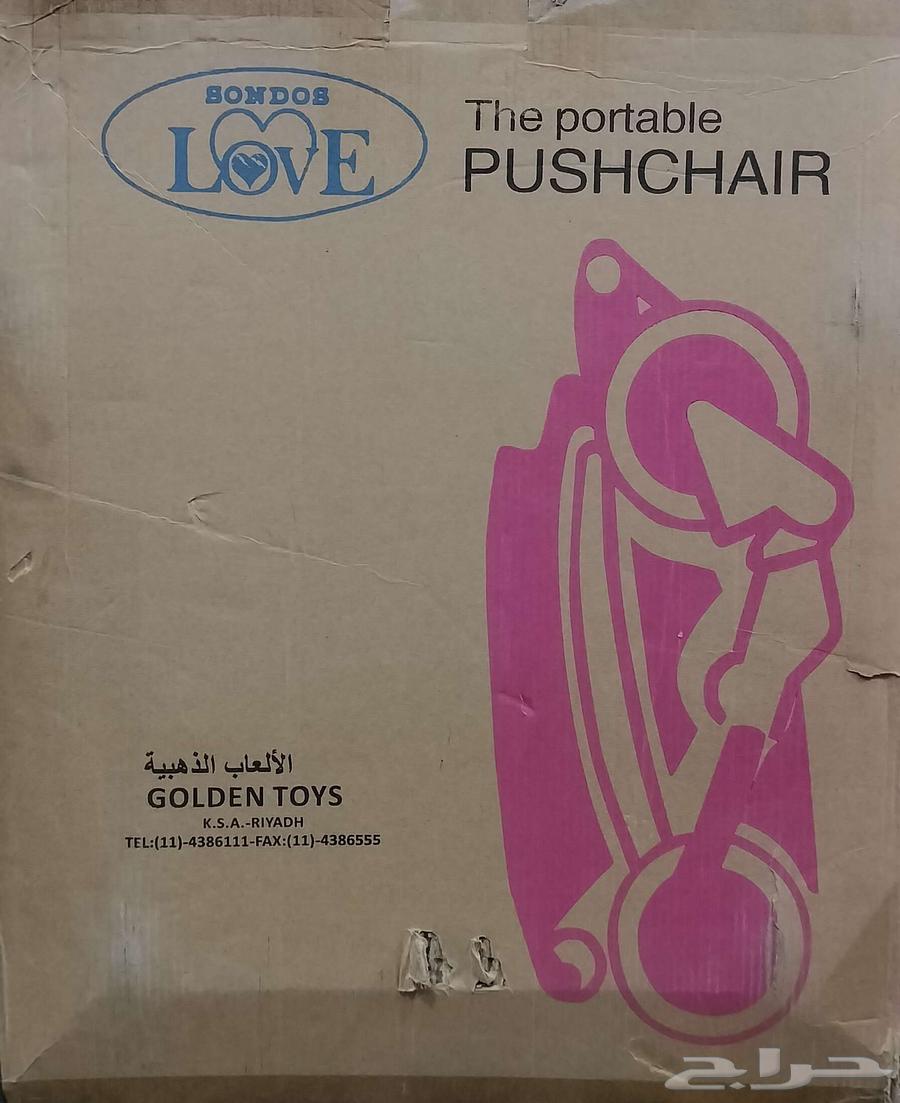 SONDOS
LOVE
The portable
PUSHCHAIR
الألعاب الذهبية
GOLDEN TOYS
K.S.A.-RIYADH
TEL:(11)-4386111-FAX:(11)-4386555
حراج